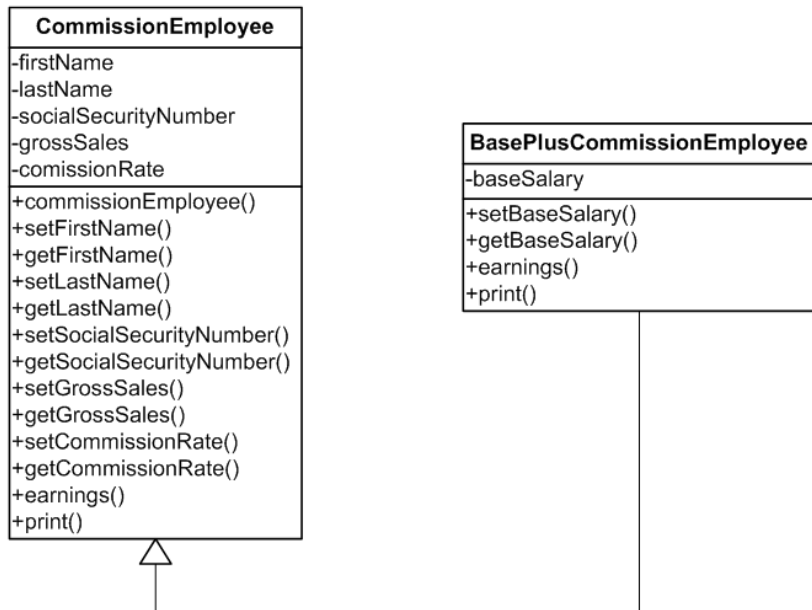 CommissionEmployee
-firstName
-lastName
-socialSecurityNumber
-grossSales
-comissionRate
+commissionEmployee()
+setFirstName()
+getFirstName()
+setLastName()
+getLastName()
+setSocialSecurityNumber()
+getSocialSecurityNumber()
+setGrossSales()
+getGrossSales()
+setCommissionRate()
+getCommissionRate()
+earnings()
+print()
BasePlusCommissionEmployee
-baseSalary
+setBaseSalary()
+getBaseSalary()
+earnings()
+print()